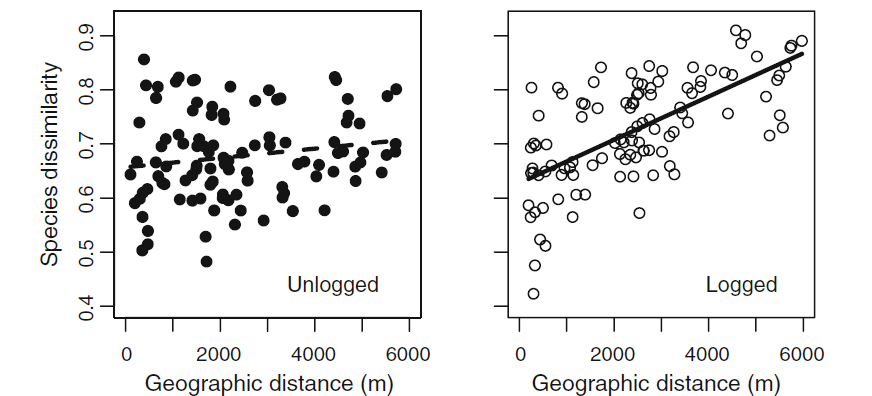 Species dissimilarity
0.9
0.8
0.7
0.6
0.5
0.4
Unlogged
0 2000 4000 6000
Geographic distance (m)
Logged
0 2000 4000 6000
Geographic distance (m)